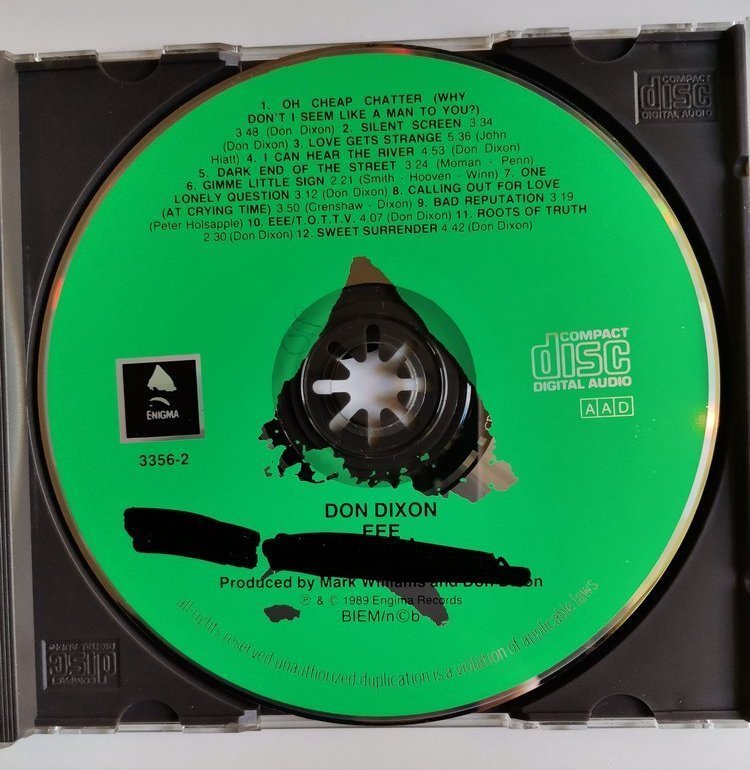 1. OH CHEAP CHATTER (WHY
DON'T I SEEM LIKE A MAN TO YOU?)
3.48 (Don Dixon) 2. SILENT SCREEN 3.34
(Don Dixon) 3. LOVE GETS STRANGE 5.36 (John
Hiatt) 4. I CAN HEAR THE RIVER 4.53 (Don Dixon)
5. DARK END OF THE STREET 3.24 (Moman - Penn)
6. GIMME LITTLE SIGN 2.21 (Smith - Hooven - Winn) 7. ONE
LONELY QUESTION 3.12 (Don Dixon) 8. CALLING OUT FOR LOVE
(AT CRYING TIME) 3.50 (Crenshaw - Dixon) 9. BAD REPUTATION 3.19
(Peter Holsapple) 10. EEE/T.O.T.T.V. 4.07 (Don Dixon) 11. ROOTS OF TRUTH
2.30 (Don Dixon) 12. SWEET SURRENDER 4.42 (Don Dixon)
COMPACT
disc
DIGITAL AUDIO
COMPACT
disc
DIGITAL AUDIO
AAD
ENIGMA
3356-2
DON DIXON
EEE
Produced by Mark Williams and Don Dixon
℗ & © 1989 Engima Records
BIEM/n©b
all rights reserved unauthorized duplication is a violation of applicable laws
COMPACT
disc
DIGITAL AUDIO